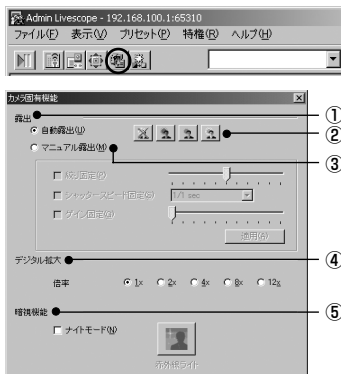 Admin Livescope - 192.168.100.1:65310
ファイル(F) 表示(V) プリセット(P) 特権(R) ヘルプ(H)
カメラ固有機能
露出
①
自動露出(U)
②
マニュアル露出(M)
③
絞り固定(P)
シャッタースピード固定(S) 1/1 sec
ゲイン固定(G)
適用(A)
デジタル拡大
④
倍率 1x 2x 4x 8x 12x
暗視機能
⑤
ナイトモード(N)
赤外線ライト